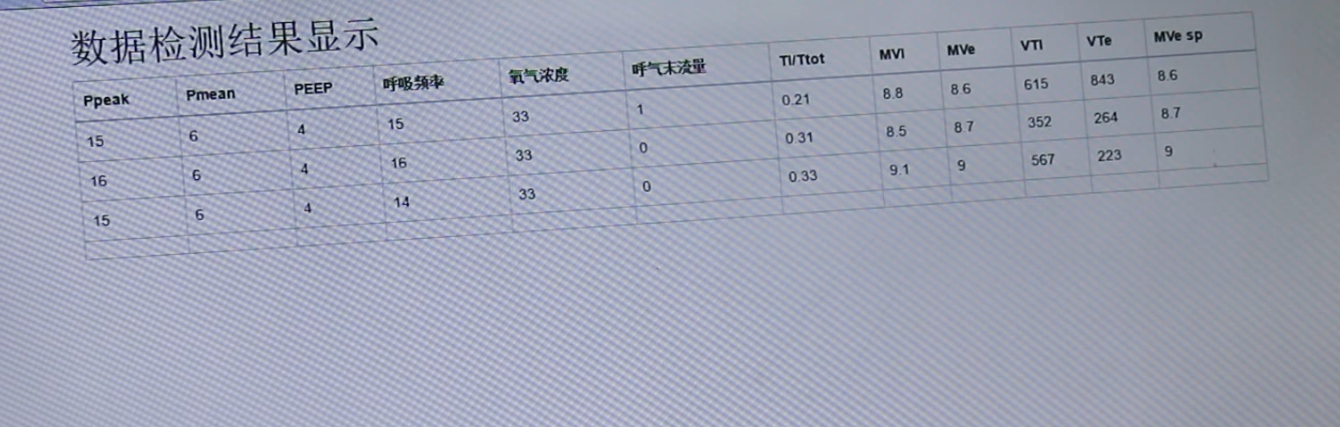 数据检测结果显示
Ppeak Pmean PEEP 呼吸频率 氧气浓度 呼气末流量 TI/Ttot MVI MVe VTI VTe MVe sp
15 6 4 15 33 1 0.21 8.8 8.6 615 843 8.6
16 6 4 16 33 0 0.31 8.5 8.7 352 264 8.7
15 6 4 14 33 0 0.33 9.1 9 567 223 9